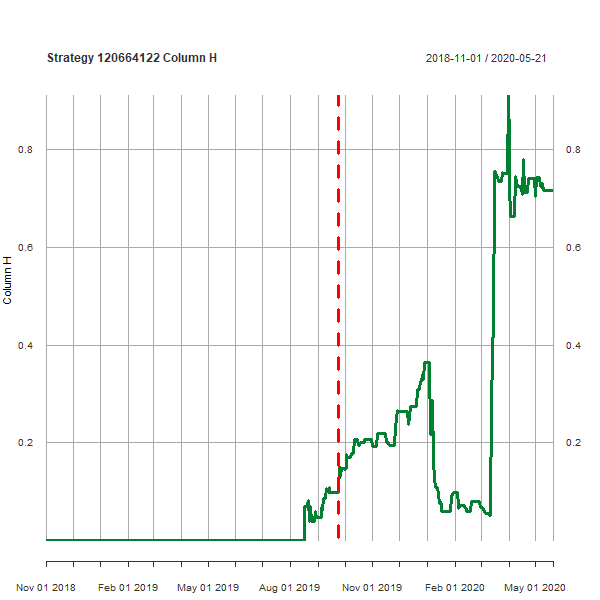 Strategy 120664122 Column H
2018-11-01 / 2020-05-21
0.8
0.8
0.6
0.6
Column H
0.4
0.4
0.2
0.2
Nov 01 2018
Feb 01 2019
May 01 2019
Aug 01 2019
Nov 01 2019
Feb 01 2020
May 01 2020